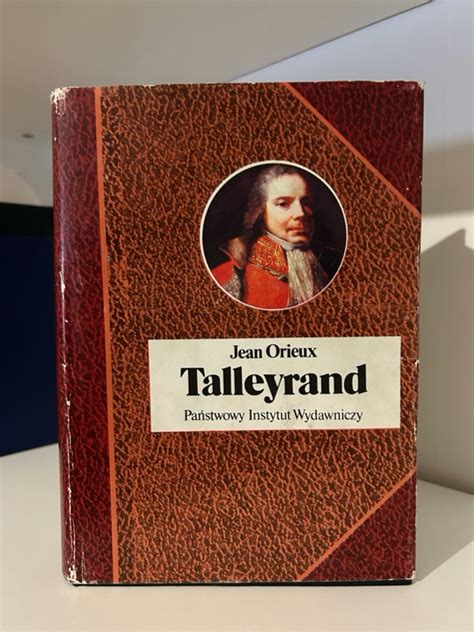 Jean Orieux
Talleyrand
Państwowy Instytut Wydawniczy